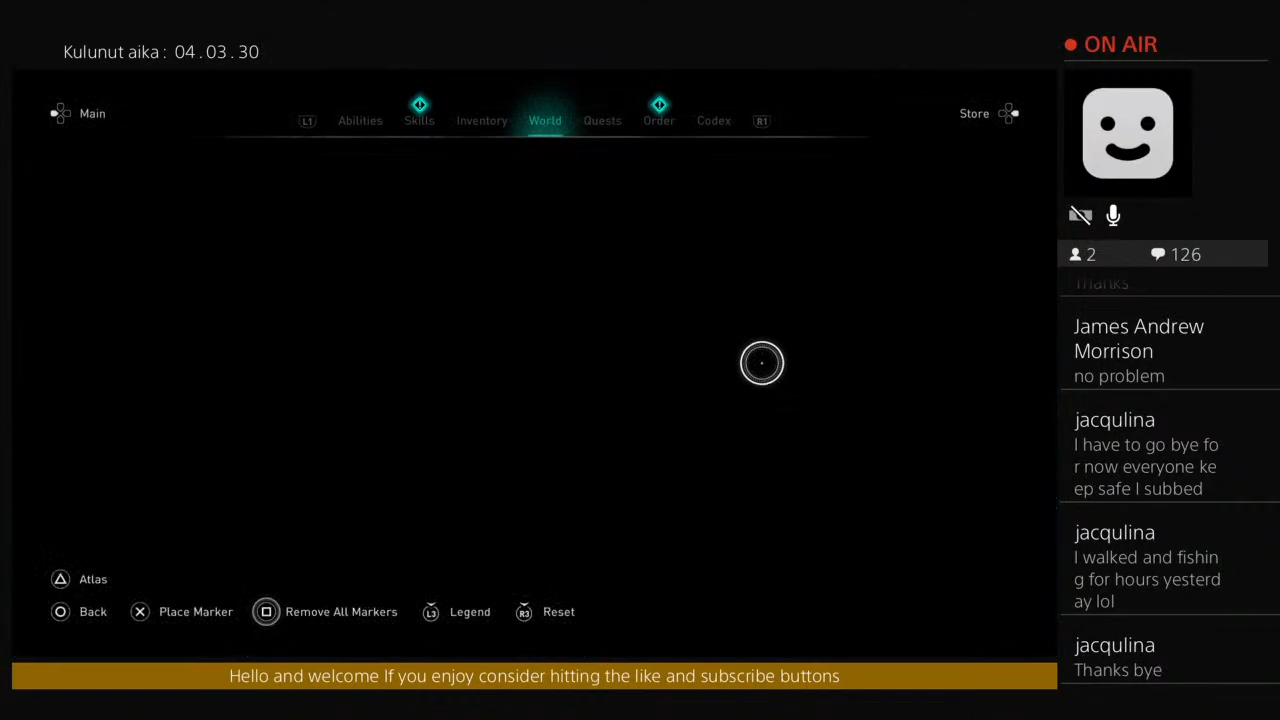 Kulunut aika : 04.03.30
ON AIR
Main
L1 Abilities Skills Inventory World Quests Order Codex R1
Store
2 126
Thanks
James Andrew
Morrison
no problem
jacqulina
I have to go bye fo
r now everyone ke
ep safe I subbed
jacqulina
I walked and fishin
g for hours yesterd
ay lol
jacqulina
Thanks bye
Atlas
Back Place Marker Remove All Markers L3 Legend R3 Reset
Hello and welcome If you enjoy consider hitting the like and subscribe buttons